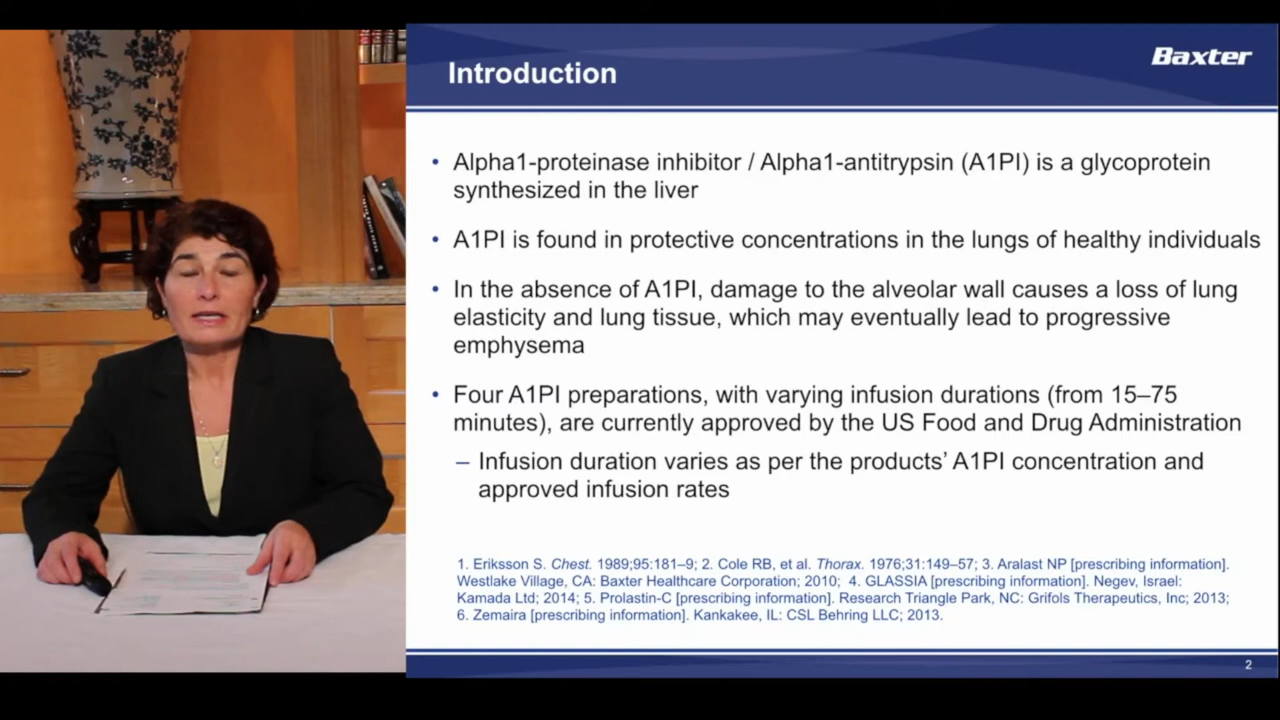 Introduction
Baxter
• Alpha1-proteinase inhibitor / Alpha1-antitrypsin (A1PI) is a glycoprotein
synthesized in the liver
• A1PI is found in protective concentrations in the lungs of healthy individuals
• In the absence of A1PI, damage to the alveolar wall causes a loss of lung
elasticity and lung tissue, which may eventually lead to progressive
emphysema
• Four A1PI preparations, with varying infusion durations (from 15–75
minutes), are currently approved by the US Food and Drug Administration
– Infusion duration varies as per the products’ A1PI concentration and
approved infusion rates
1. Eriksson S. Chest. 1989;95:181–9; 2. Cole RB, et al. Thorax. 1976;31:149–57; 3. Aralast NP [prescribing information].
Westlake Village, CA: Baxter Healthcare Corporation; 2010; 4. GLASSIA [prescribing information]. Negev, Israel:
Kamada Ltd; 2014; 5. Prolastin-C [prescribing information]. Research Triangle Park, NC: Grifols Therapeutics, Inc; 2013;
6. Zemaira [prescribing information]. Kankakee, IL: CSL Behring LLC; 2013.
2